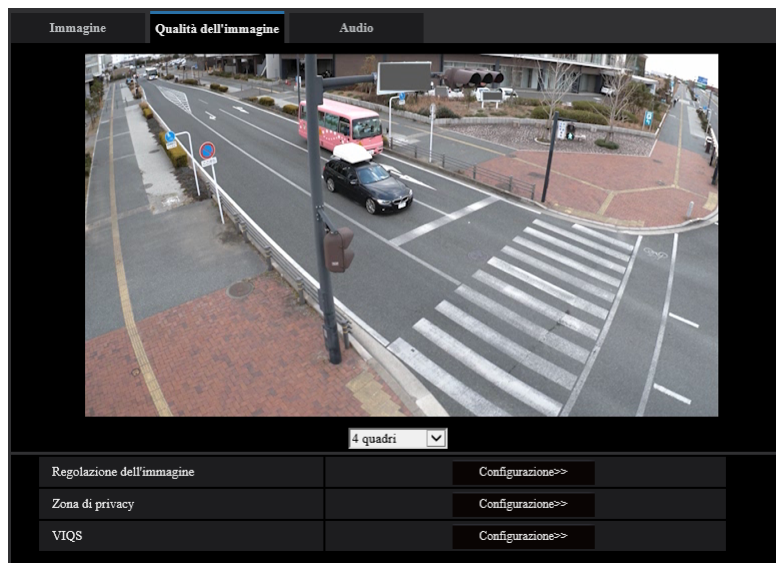 Immagine Qualità dell'immagine Audio
4 quadri
Regolazione dell'immagine Configurazione>>
Zona di privacy Configurazione>>
VIQS Configurazione>>